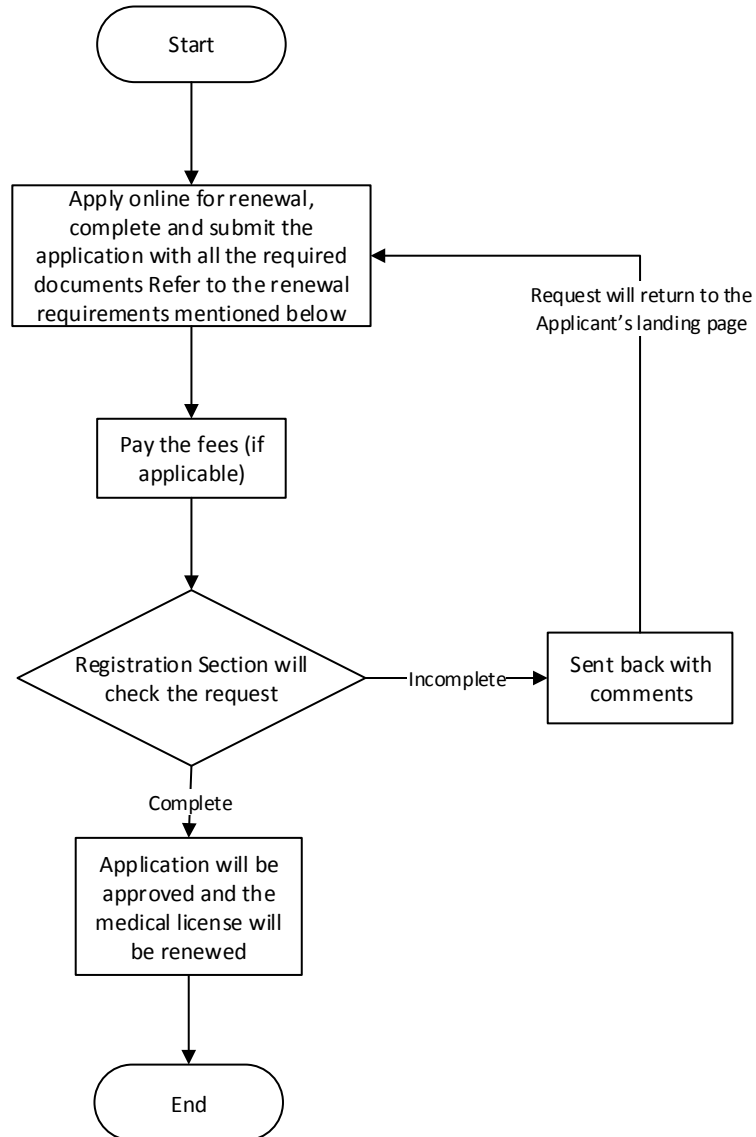 Start
Apply online for renewal,
complete and submit the
application with all the required
documents Refer to the renewal
requirements mentioned below
Request will return to the
Applicant’s landing page
Pay the fees (if
applicable)
Registration Section will
check the request
Incomplete
Sent back with
comments
Complete
Application will be
approved and the
medical license will
be renewed
End